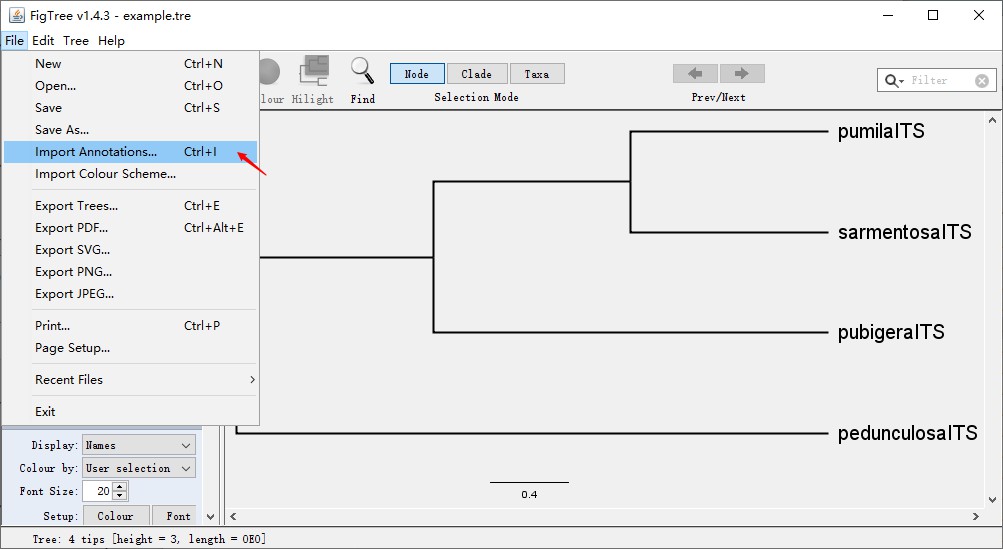 FigTree v1.4.3 - example.tre
File Edit Tree Help
New Ctrl+N
Open... Ctrl+O
Save Ctrl+S
Save As...
Import Annotations... Ctrl+I
Import Colour Scheme...
Export Trees... Ctrl+E
Export PDF... Ctrl+Alt+E
Export SVG...
Export PNG...
Export JPEG...
Print... Ctrl+P
Page Setup...
Recent Files
Exit
lour Hilight Find
Node Clade Taxa
Selection Mode
Prev/Next
Filter
pumilaITS
sarmentosaITS
pubigeraITS
pedunculosaITS
0.4
Display: Names
Colour by: User selection
Font Size: 20
Setup: Colour Font
Tree: 4 tips [height = 3, length = 0E0]